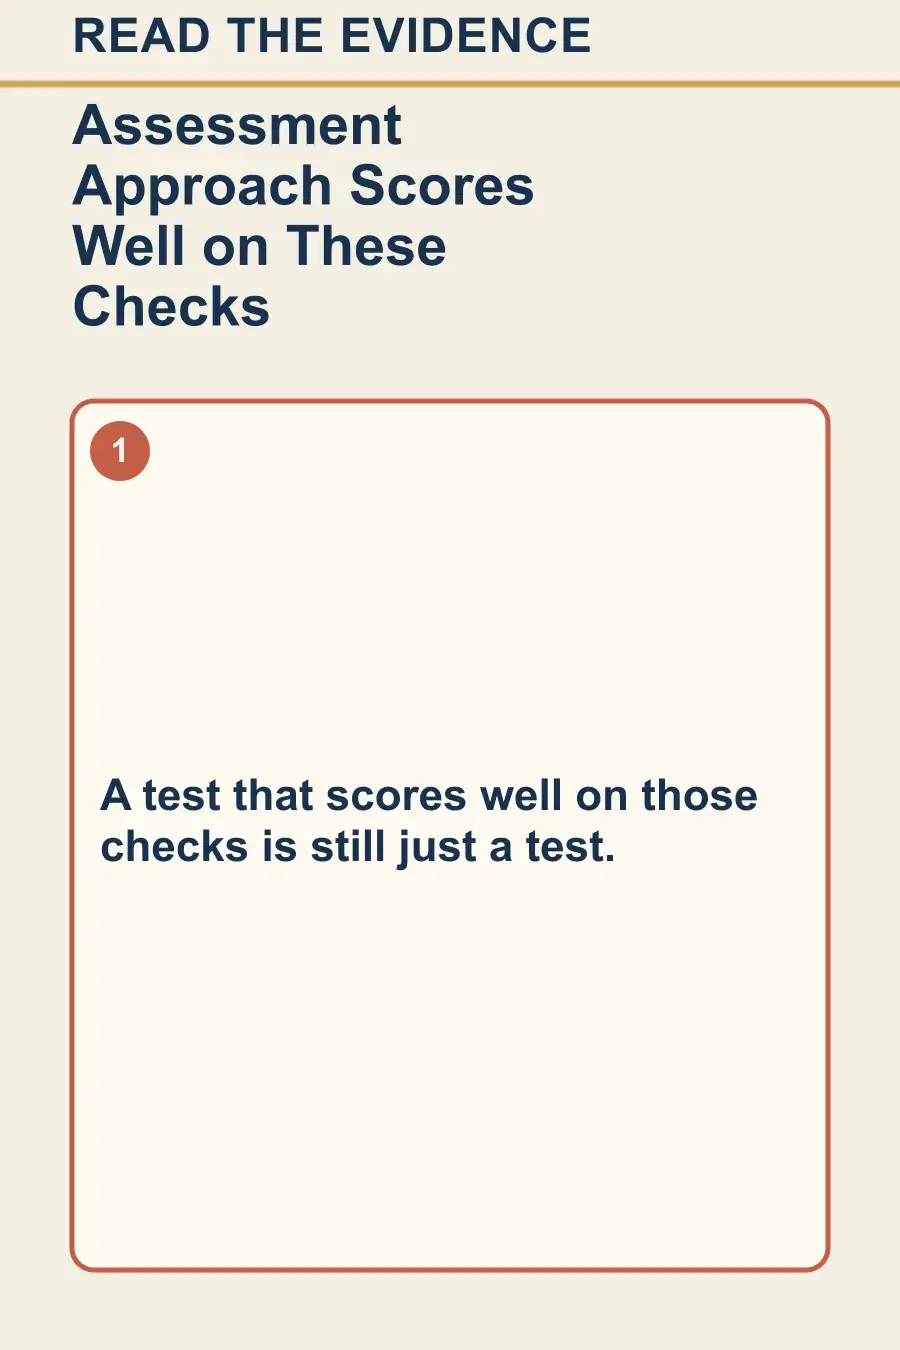 READ THE EVIDENCE
Assessment
Approach Scores
Well on These
Checks
1
A test that scores well on those
checks is still just a test.